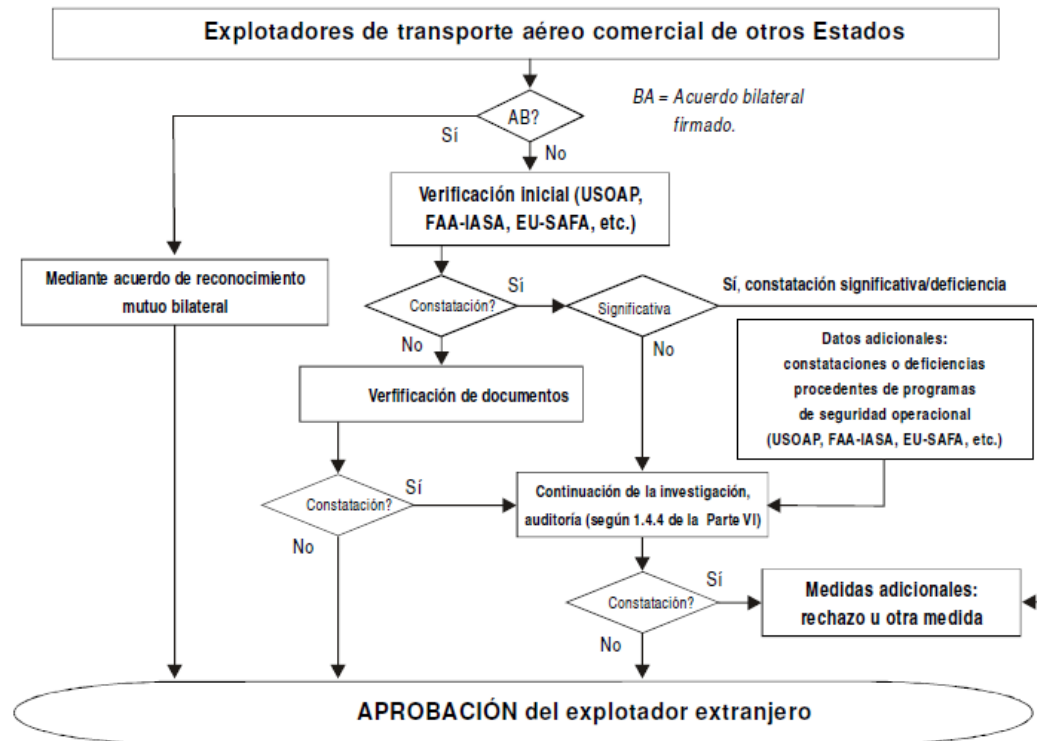 Explotadores de transporte aéreo comercial de otros Estados
BA = Acuerdo bilateral
firmado.
AB?
Sí
No
Verificación inicial (USOAP,
FAA-IASA, EU-SAFA, etc.)
Mediante acuerdo de reconocimiento
mutuo bilateral
Constatación?
Sí
Significativa
Sí, constatación significativa/deficiencia
No
No
Datos adicionales:
constataciones o deficiencias
procedentes de programas
de seguridad operacional
(USOAP, FAA-IASA, EU-SAFA, etc.)
Verfificación de documentos
Constatación?
Sí
Continuación de la investigación,
auditoría (según 1.4.4 de la Parte VI)
No
Constatación?
Sí
Medidas adicionales:
rechazo u otra medida
No
APROBACIÓN del explotador extranjero